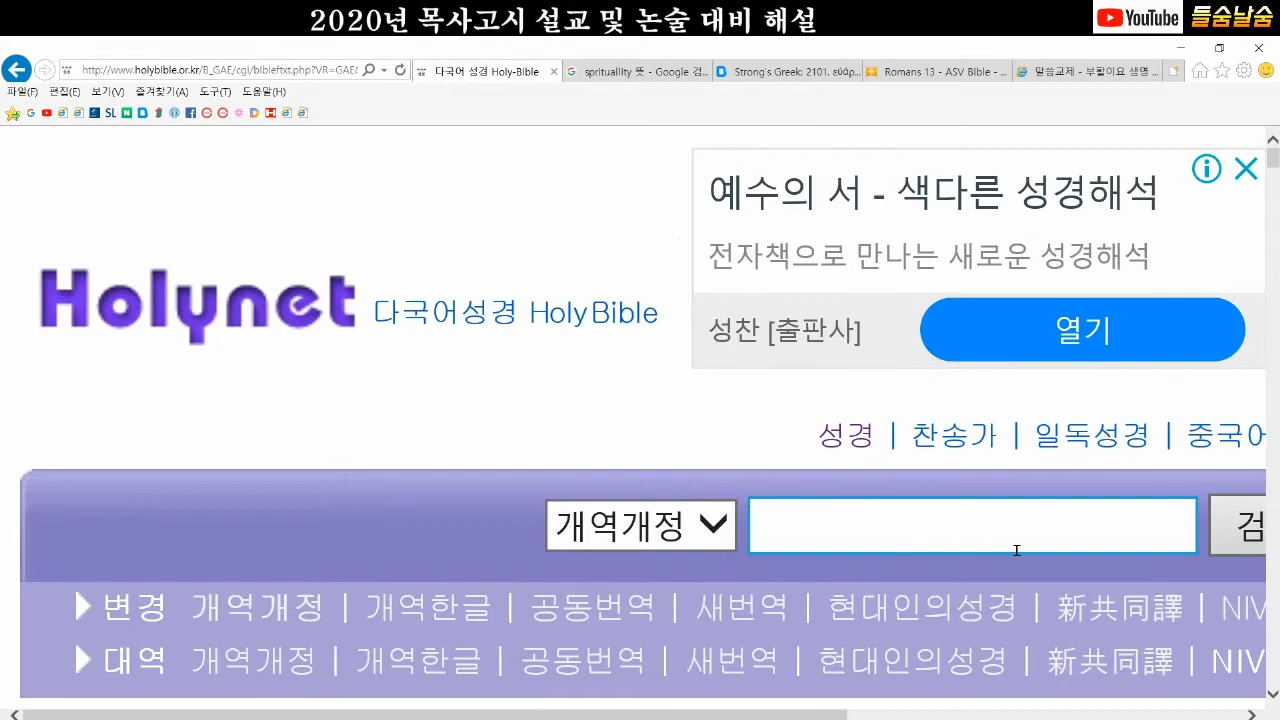 2020년 목사고시 설교 및 논술 대비 해설
YouTube 들숨날숨
http://www.holybible.or.kr/B_GAE/cgi/bibleftxt.php?VR=GAE
다국어 성경 Holy-Bible
sprituallity 뜻 - Google 검...
Strong's Greek: 2101.
Romans 13 - ASV Bible - ...
말씀교제 - 부활이요 생명 ...
파일(F) 편집(E) 보기(V) 즐겨찾기(A) 도구(T) 도움말(H)
예수의 서 - 색다른 성경해석
전자책으로 만나는 새로운 성경해석
성찬 [출판사] 열기
Holynet 다국어성경 HolyBible
성경 | 찬송가 | 일독성경 | 중국어
개역개정 검
변경 개역개정 | 개역한글 | 공동번역 | 새번역 | 현대인의성경 | 新共同譯 | NIV
대역 개역개정 | 개역한글 | 공동번역 | 새번역 | 현대인의성경 | 新共同譯 | NIV